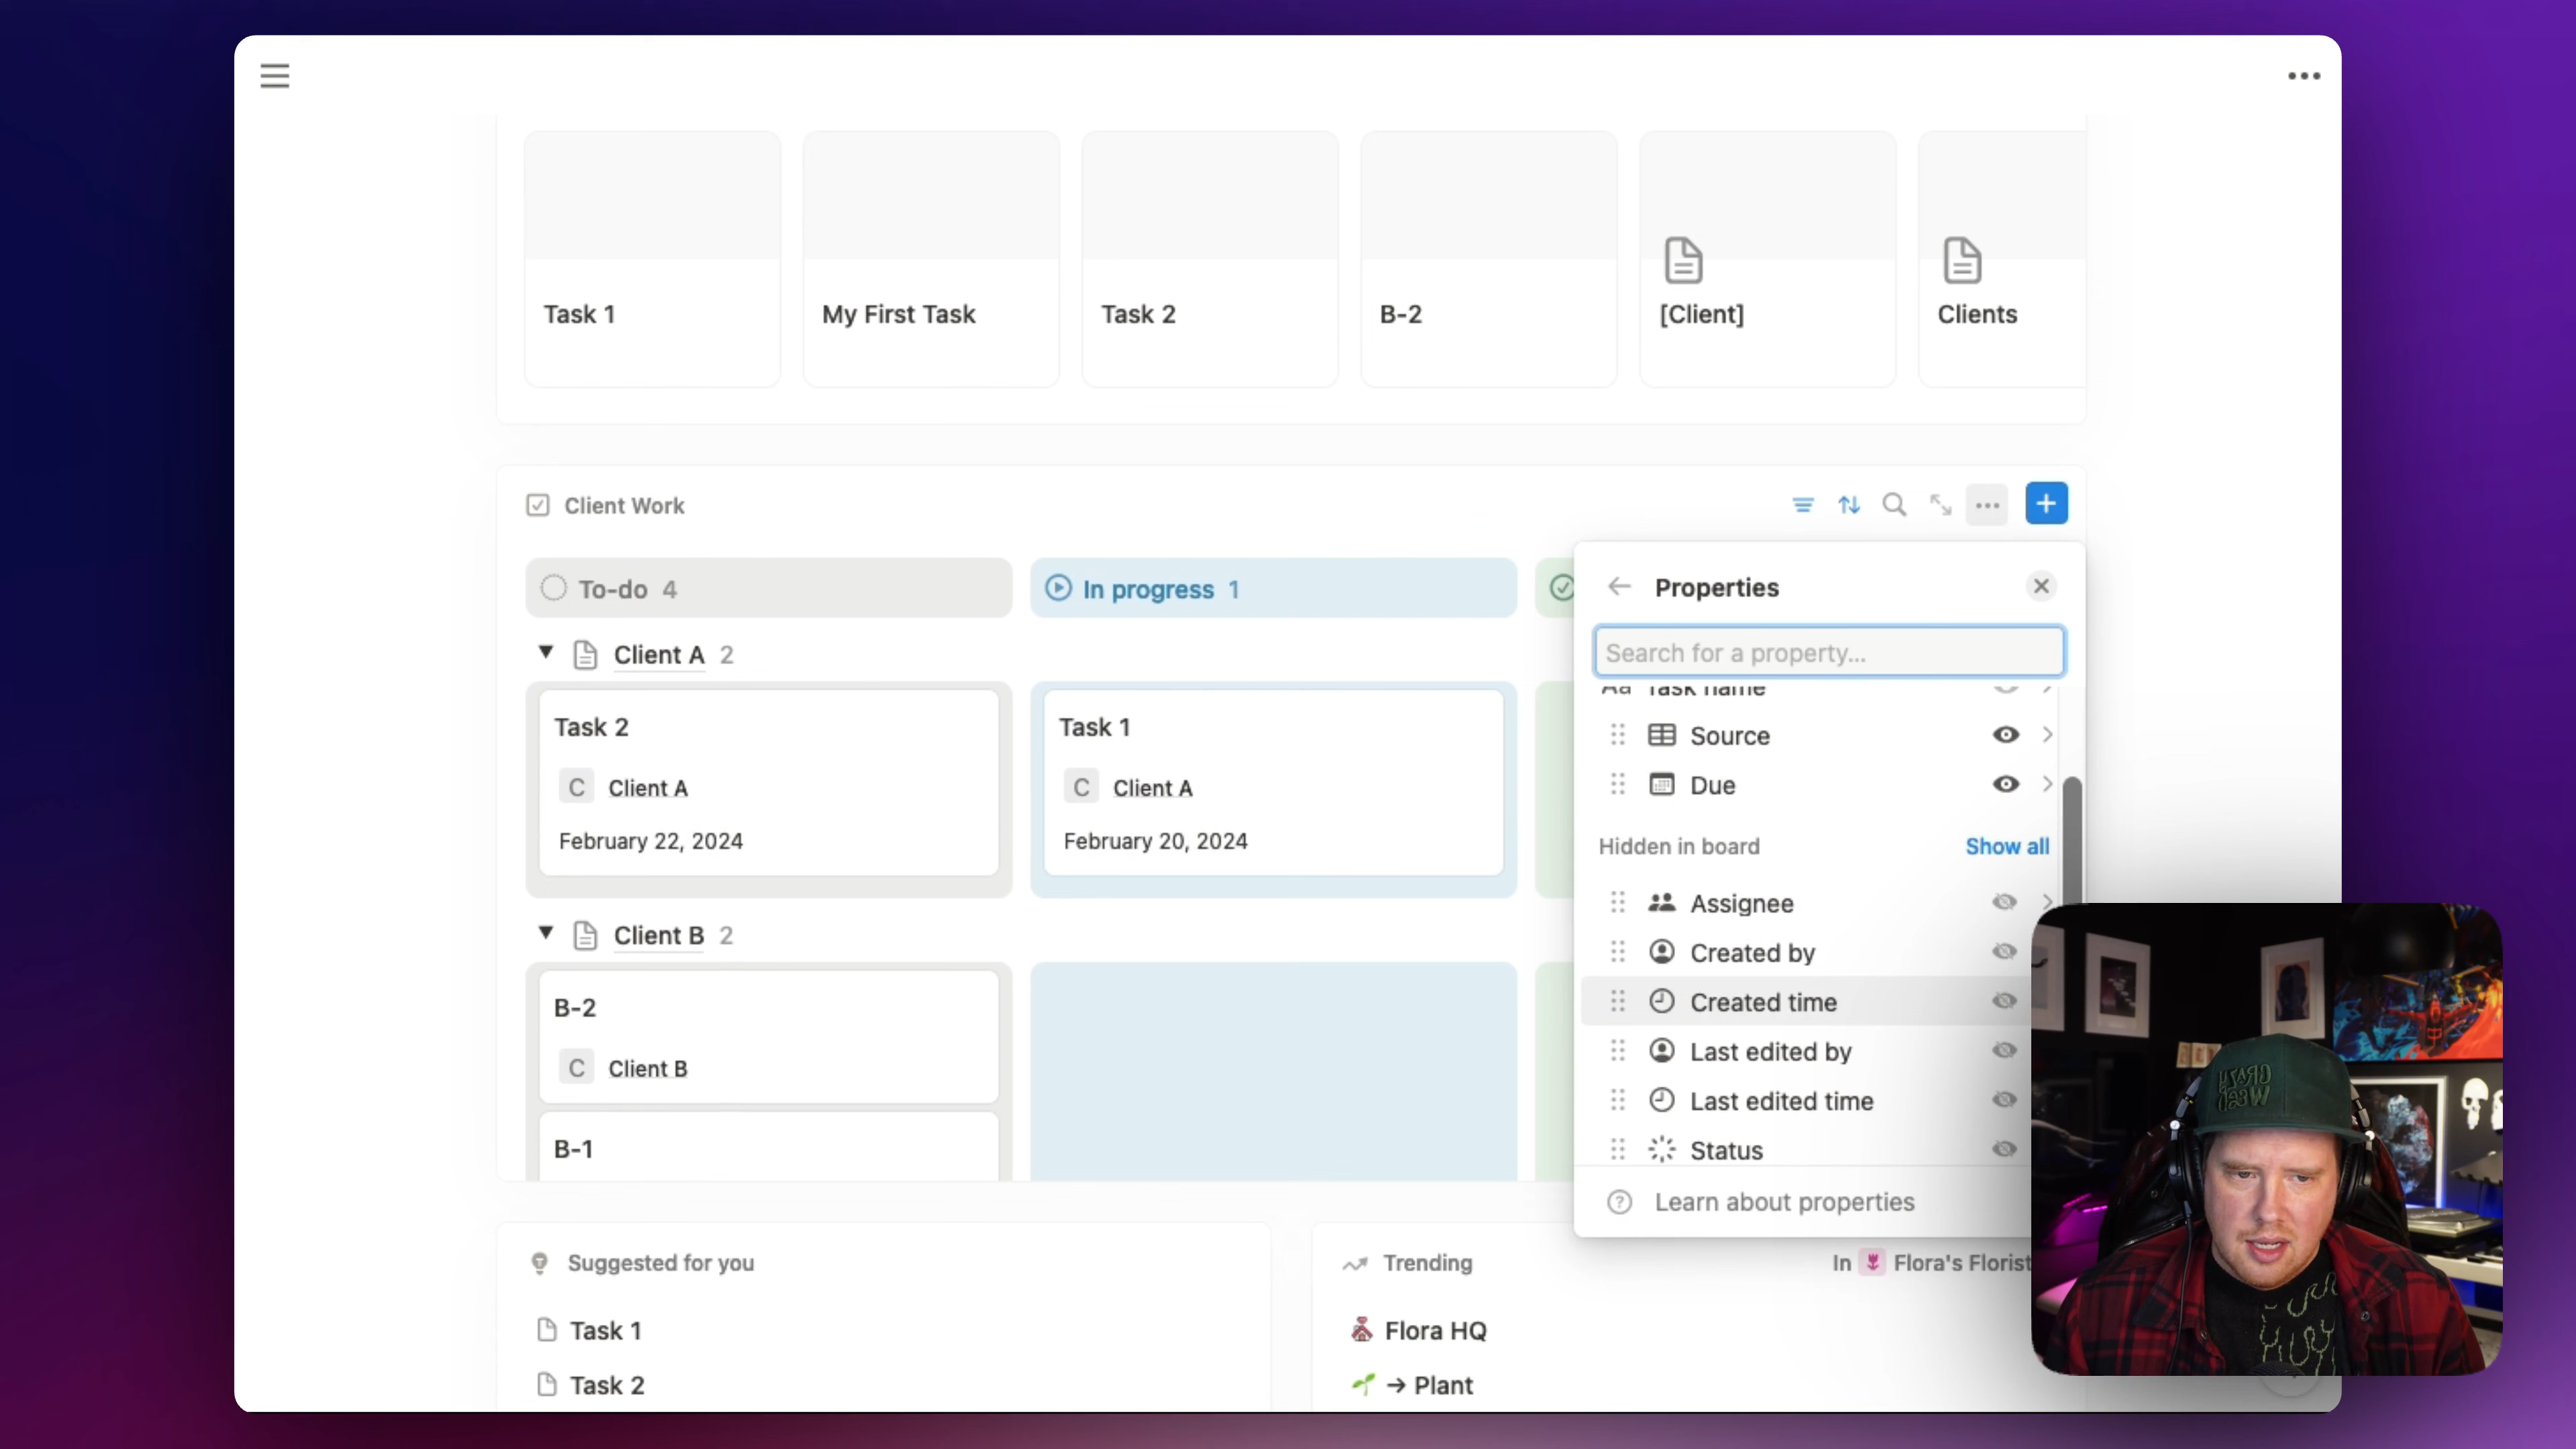 Task 1
My First Task
Task 2
B-2
[Client]
Clients
Client Work
To-do 4
In progress 1
Client A 2
Task 2
C Client A
February 22, 2024
Task 1
C Client A
February 20, 2024
Client B 2
B-2
C Client B
B-1
Properties
Search for a property...
Aa Task name
Source
Due
Hidden in board
Show all
Assignee
Created by
Created time
Last edited by
Last edited time
Status
Learn about properties
Suggested for you
Task 1
Task 2
Trending
In Flora's Florist
Flora HQ
→ Plant